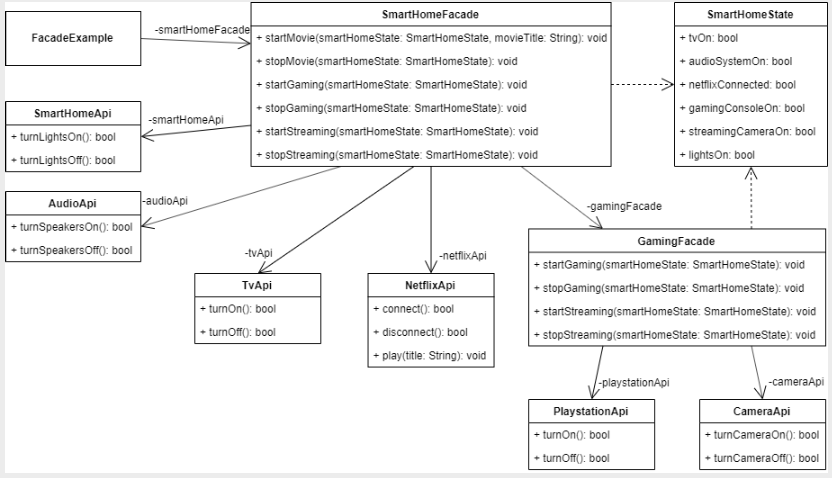 FacadeExample
-smartHomeFacade
SmartHomeFacade
+ startMovie(smartHomeState: SmartHomeState, movieTitle: String): void
+ stopMovie(smartHomeState: SmartHomeState): void
+ startGaming(smartHomeState: SmartHomeState): void
+ stopGaming(smartHomeState: SmartHomeState): void
+ startStreaming(smartHomeState: SmartHomeState): void
+ stopStreaming(smartHomeState: SmartHomeState): void
SmartHomeState
+ tvOn: bool
+ audioSystemOn: bool
+ netflixConnected: bool
+ gamingConsoleOn: bool
+ streamingCameraOn: bool
+ lightsOn: bool
SmartHomeApi
+ turnLightsOn(): bool
+ turnLightsOff(): bool
-smartHomeApi
AudioApi
+ turnSpeakersOn(): bool
+ turnSpeakersOff(): bool
-audioApi
-tvApi
TvApi
+ turnOn(): bool
+ turnOff(): bool
-netflixApi
NetflixApi
+ connect(): bool
+ disconnect(): bool
+ play(title: String): void
-gamingFacade
GamingFacade
+ startGaming(smartHomeState: SmartHomeState): void
+ stopGaming(smartHomeState: SmartHomeState): void
+ startStreaming(smartHomeState: SmartHomeState): void
+ stopStreaming(smartHomeState: SmartHomeState): void
-playstationApi
PlaystationApi
+ turnOn(): bool
+ turnOff(): bool
-cameraApi
CameraApi
+ turnCameraOn(): bool
+ turnCameraOff(): bool